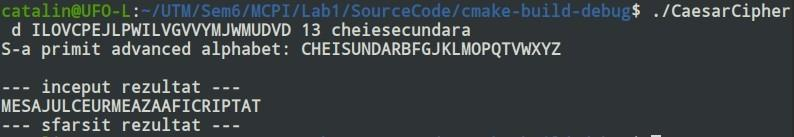 catalin@UFO-L:~/UTM/Sem6/MCPI/Lab1/SourceCode/cmake-build-debug$ ./CaesarCipher
d ILOVCPEJLPWILVGVVYMJWMUDVD 13 cheiesecundara
S-a primit advanced alphabet: CHEISUNDARBFGJKLMOPQTVWXYZ
--- inceput rezultat ---
MESAJULCEURMEAZAAFICRIPTAT
--- sfarsit rezultat ---